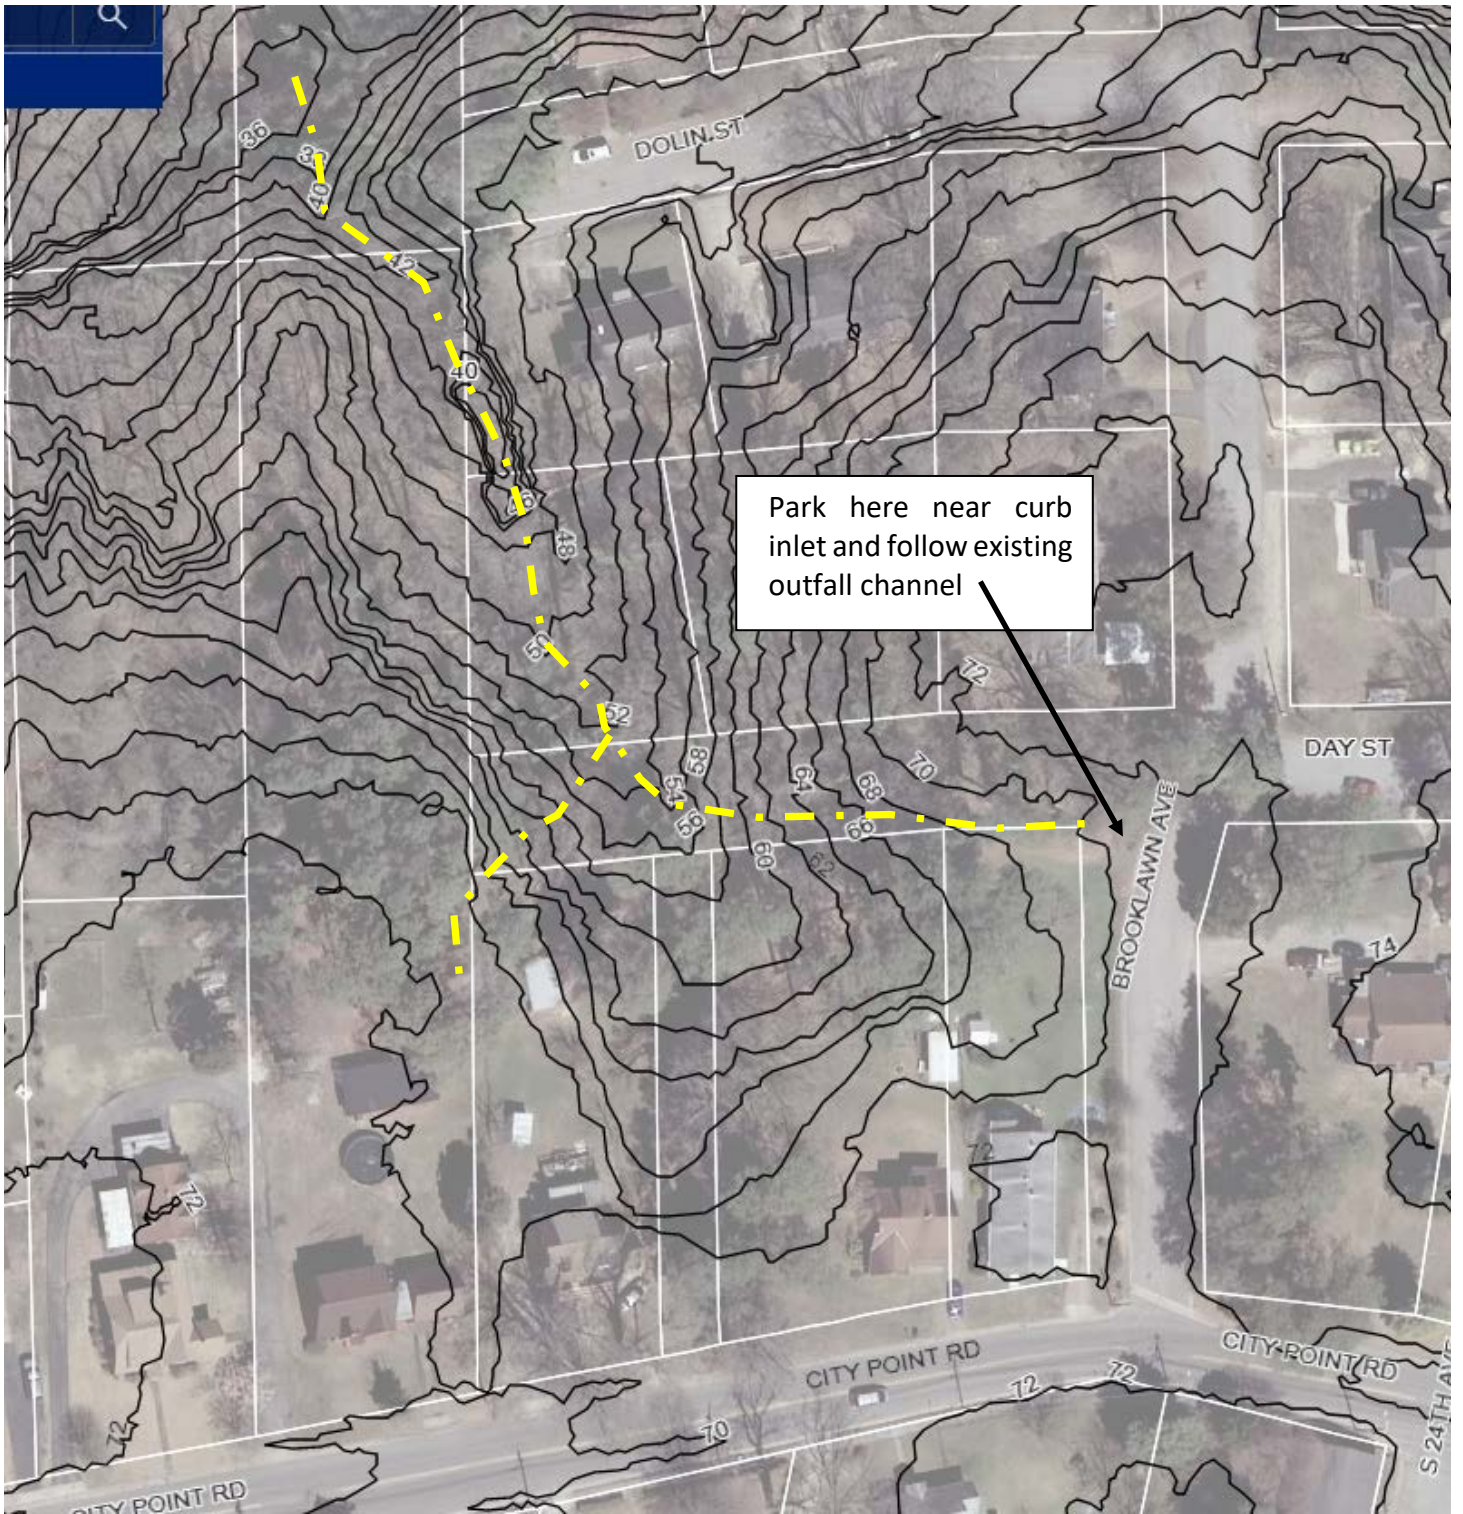 36
38
40
DOLIN ST
42
40
46
48
Park here near curb
inlet and follow existing
outfall channel
50
72
52
DAY ST
58
70
54
64
68
56
66
60
62
BROOKLAWN AVE
74
72
72
CITY POINT RD
CITY POINT RD
72
72
72
70
S 24TH AVE
CITY POINT RD